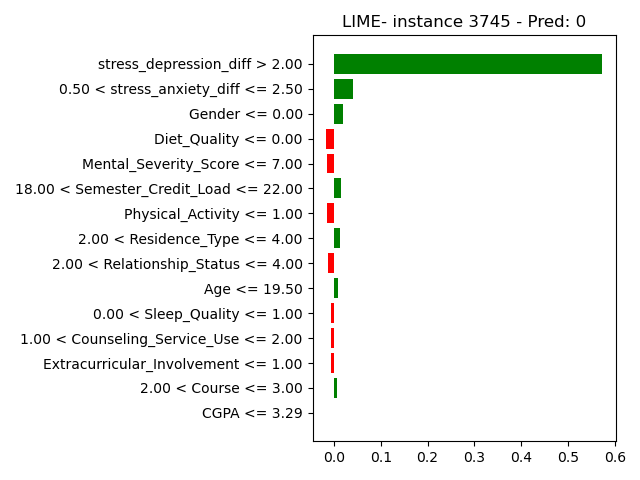 LIME- instance 3745 - Pred: 0
stress_depression_diff > 2.00
0.50 < stress_anxiety_diff <= 2.50
Gender <= 0.00
Diet_Quality <= 0.00
Mental_Severity_Score <= 7.00
18.00 < Semester_Credit_Load <= 22.00
Physical_Activity <= 1.00
2.00 < Residence_Type <= 4.00
2.00 < Relationship_Status <= 4.00
Age <= 19.50
0.00 < Sleep_Quality <= 1.00
1.00 < Counseling_Service_Use <= 2.00
Extracurricular_Involvement <= 1.00
2.00 < Course <= 3.00
CGPA <= 3.29
0.0 0.1 0.2 0.3 0.4 0.5 0.6